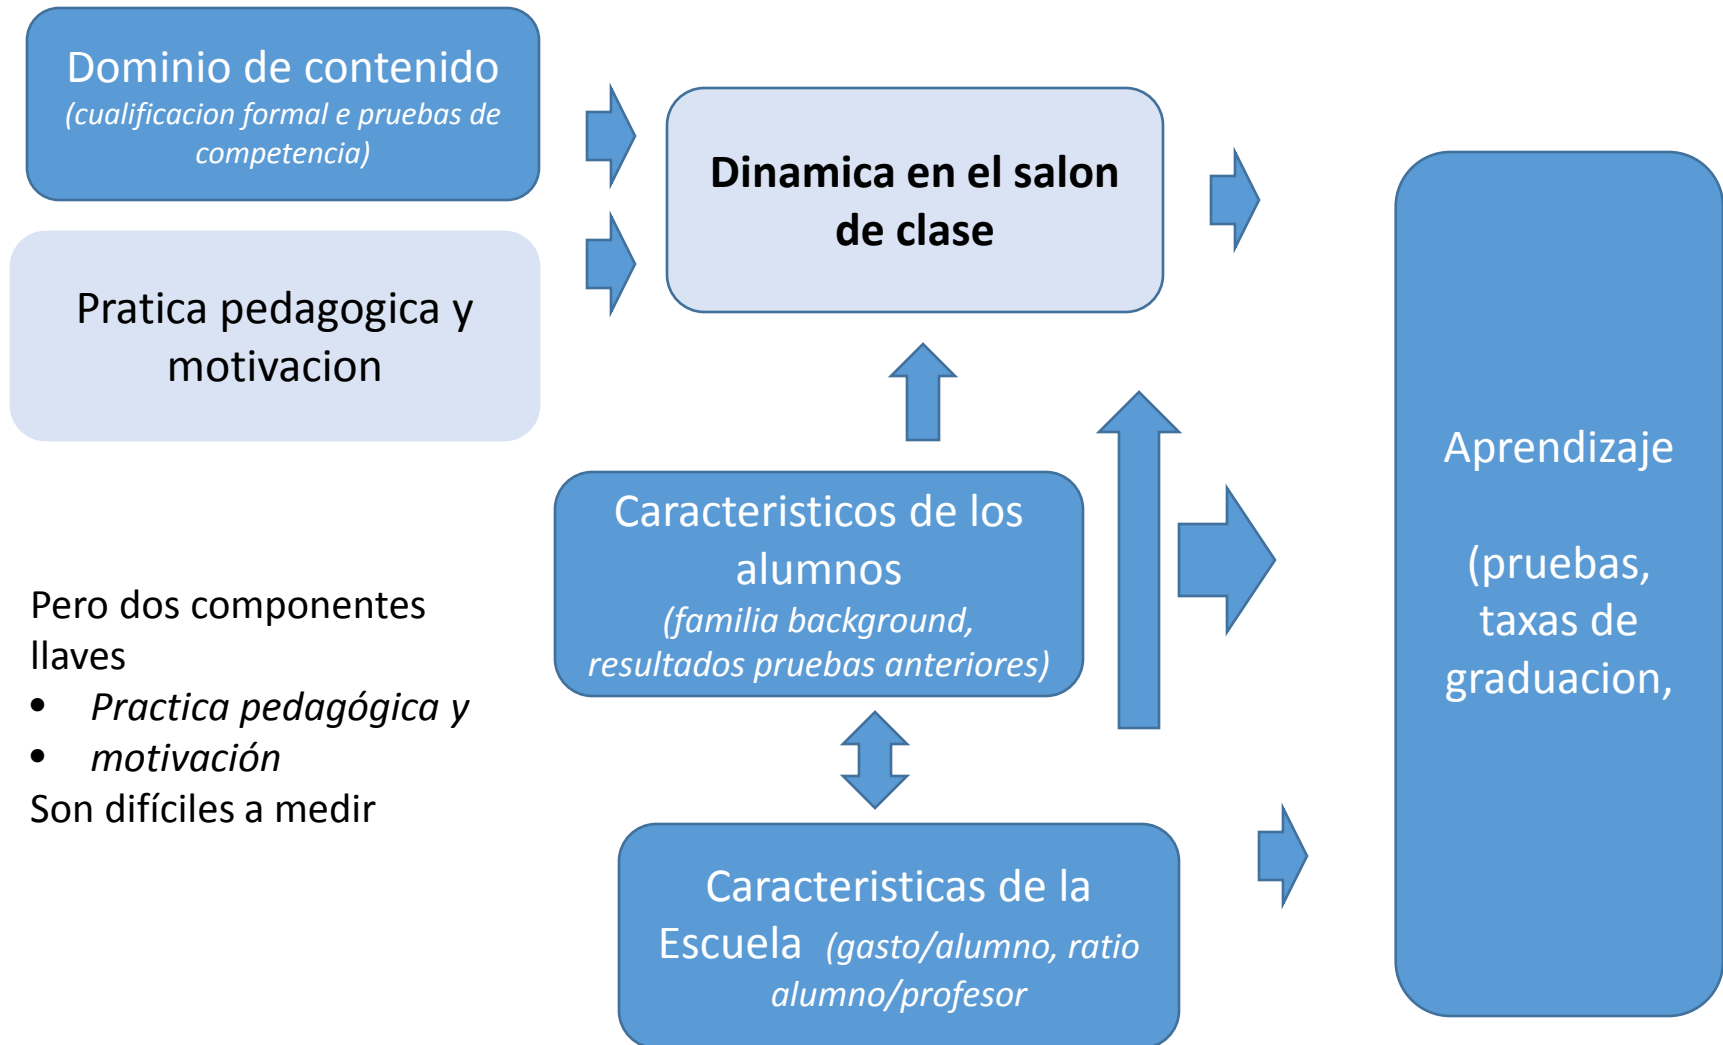 Dominio de contenido
(cualificacion formal e pruebas de
competencia)
Pratica pedagogica y
motivacion
Dinamica en el salon
de clase
Caracteristicos de los
alumnos
(familia background,
resultados pruebas anteriores)
Caracteristicas de la
Escuela (gasto/alumno, ratio
alumno/profesor
Aprendizaje
(pruebas,
taxas de
graduacion,
Pero dos componentes
llaves
• Practica pedagógica y
• motivación
Son difíciles a medir